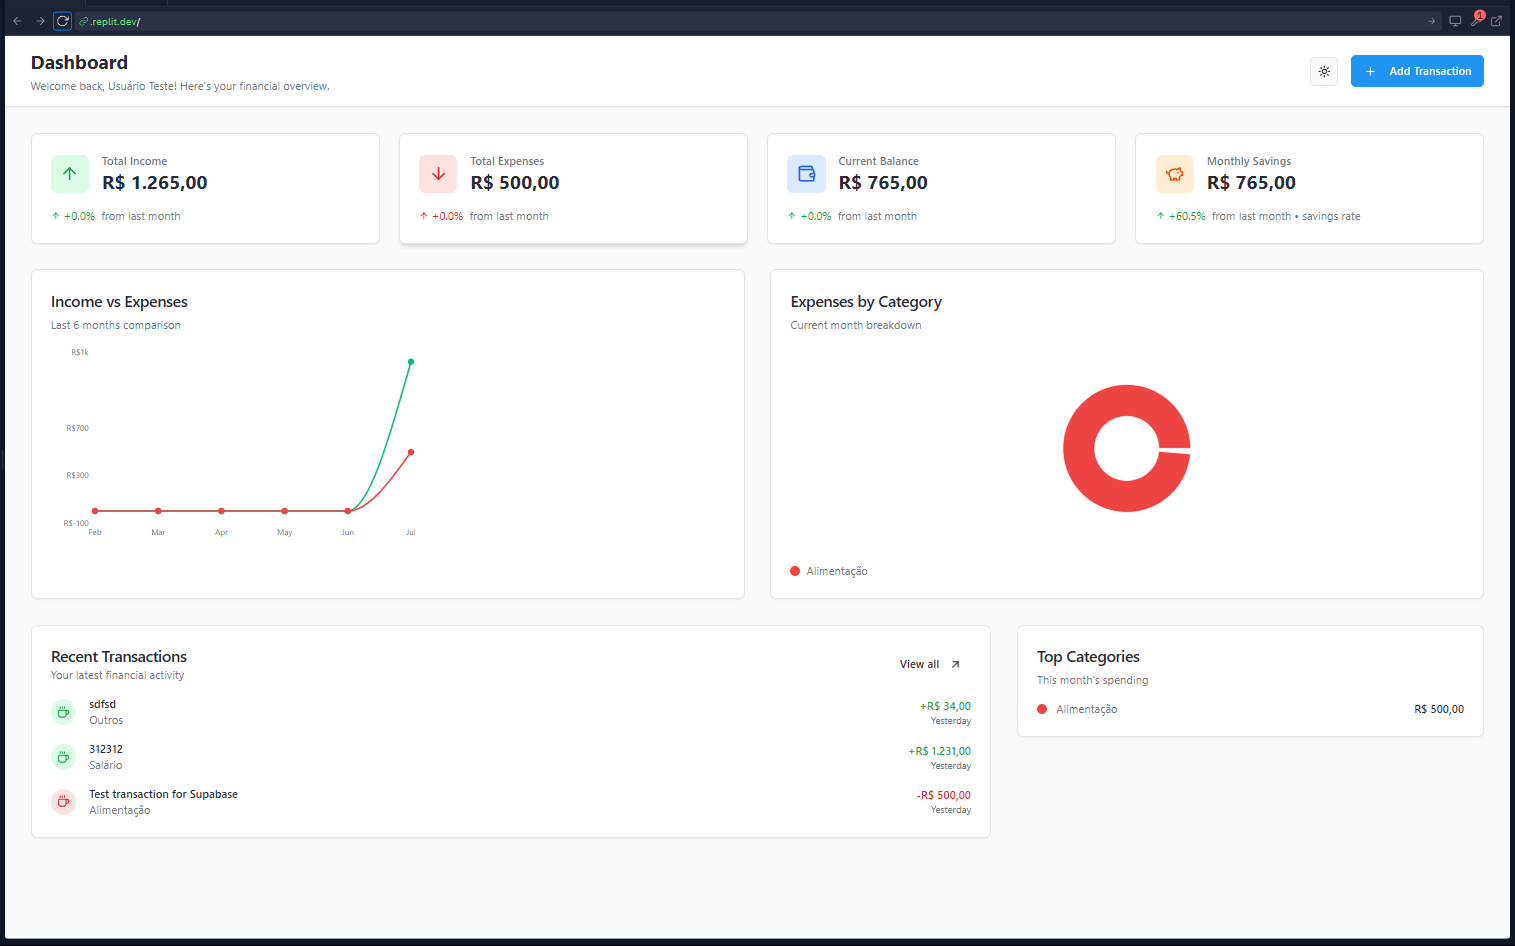 .replit.dev/
1
Dashboard
Welcome back, Usuário Teste! Here's your financial overview.
+ Add Transaction
Total Income
R$ 1.265,00
+0.0% from last month
Total Expenses
R$ 500,00
+0.0% from last month
Current Balance
R$ 765,00
+0.0% from last month
Monthly Savings
R$ 765,00
+60.5% from last month • savings rate
Income vs Expenses
Last 6 months comparison
R$1k
R$700
R$300
R$-100
Feb Mar Apr May Jun Jul
Expenses by Category
Current month breakdown
Alimentação
Recent Transactions
Your latest financial activity
View all
sdfsd
Outros
+R$ 34,00
Yesterday
312312
Salário
+R$ 1.231,00
Yesterday
Test transaction for Supabase
Alimentação
-R$ 500,00
Yesterday
Top Categories
This month's spending
Alimentação R$ 500,00